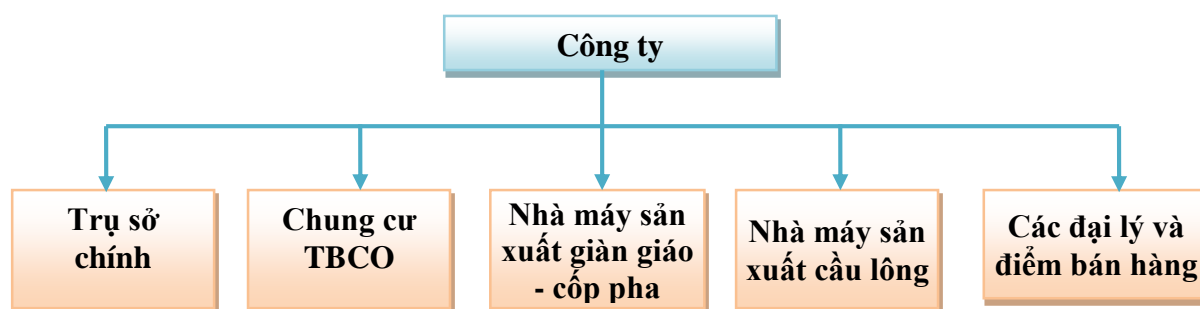 Công ty
Trụ sở
chính
Chung cư
TBCO
Nhà máy sản
xuất giàn giáo
- cốp pha
Nhà máy sản
xuất cầu lông
Các đại lý và
điểm bán hàng